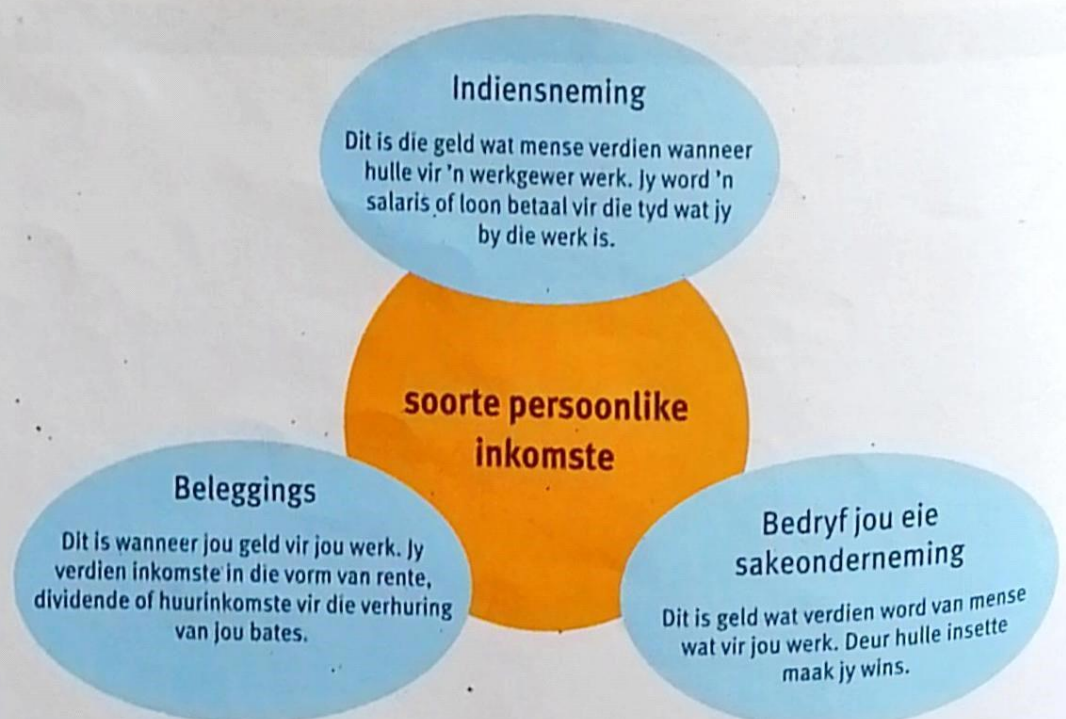 Indiensneming
Dit is die geld wat mense verdien wanneer
hulle vir 'n werkgewer werk. Jy word 'n
salaris of loon betaal vir die tyd wat jy
by die werk is.
soorte persoonlike
inkomste
Beleggings
Dit is wanneer jou geld vir jou werk. Jy
verdien inkomste in die vorm van rente,
dividende of huurinkomste vir die verhuring
van jou bates.
Bedryf jou eie
sakeonderneming
Dit is geld wat verdien word van mense
wat vir jou werk. Deur hulle insette
maak jy wins.